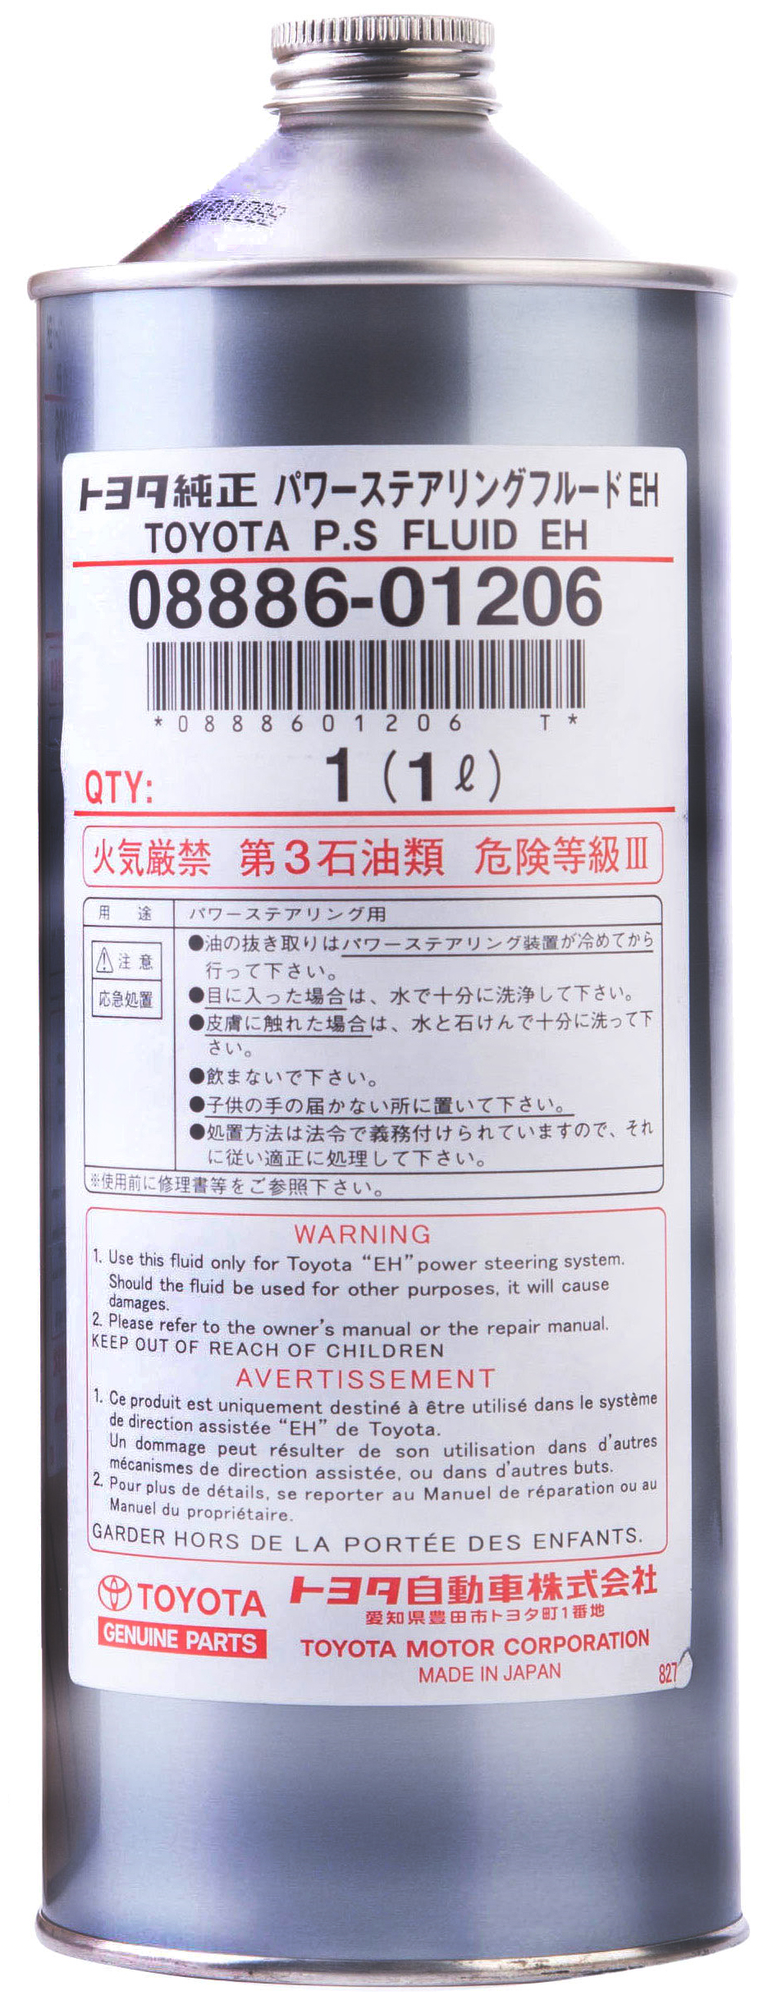 トヨタ純正 パワーステアリングフルード EH
TOYOTA P.S FLUID EH
08886-01206
*0888601206 T*
QTY: 1 (1ℓ)
火気厳禁 第3石油類 危険等級Ⅲ
用途 パワーステアリング用
注意
応急処置
●油の抜き取りはパワーステアリング装置が冷めてから
行って下さい。
●目に入った場合は、水で十分に洗浄して下さい。
●皮膚に触れた場合は、水と石けんで十分に洗って下
さい。
●飲まないで下さい。
●子供の手の届かない所に置いて下さい。
●処置方法は法令で義務付けられていますので、それ
に従い適正に処理して下さい。
※使用前に修理書等をご参照下さい。
WARNING
1. Use this fluid only for Toyota “EH” power steering system.
Should the fluid be used for other purposes, it will cause
damages.
2. Please refer to the owner's manual or the repair manual.
KEEP OUT OF REACH OF CHILDREN
AVERTISSEMENT
1. Ce produit est uniquement destiné à être utilisé dans le système
de direction assistée “EH” de Toyota.
Un dommage peut résulter de son utilisation dans d'autres
mécanismes de direction assistée, ou dans d'autres buts.
2. Pour plus de détails, se reporter au Manuel de réparation ou au
Manuel du propriétaire.
GARDER HORS DE LA PORTÉE DES ENFANTS.
TOYOTA
GENUINE PARTS
トヨタ自動車株式会社
愛知県豊田市トヨタ町1番地
TOYOTA MOTOR CORPORATION
MADE IN JAPAN
827